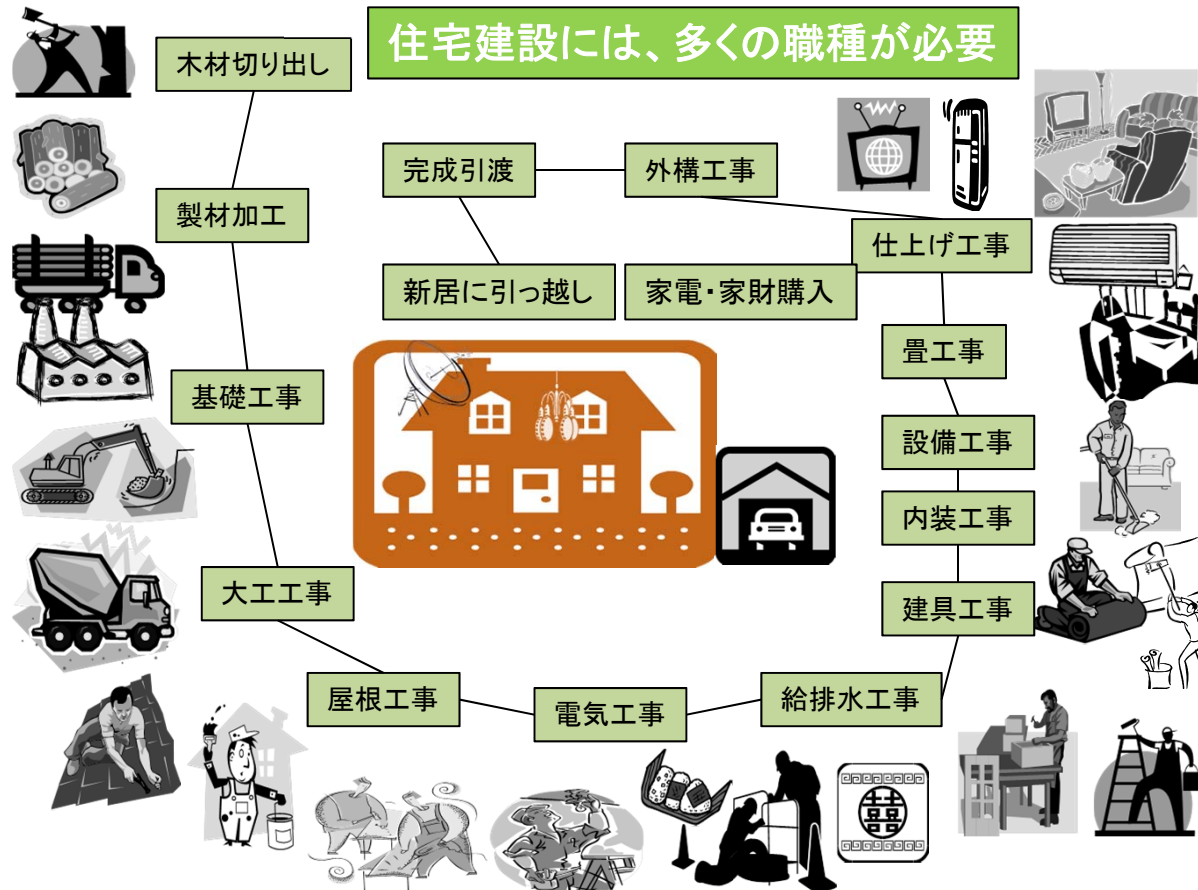 住宅建設には、多くの職種が必要
木材切り出し
製材加工
基礎工事
大工工事
屋根工事
電気工事
給排水工事
建具工事
内装工事
設備工事
畳工事
仕上げ工事
外構工事
完成引渡
新居に引っ越し
家電・家財購入
囍